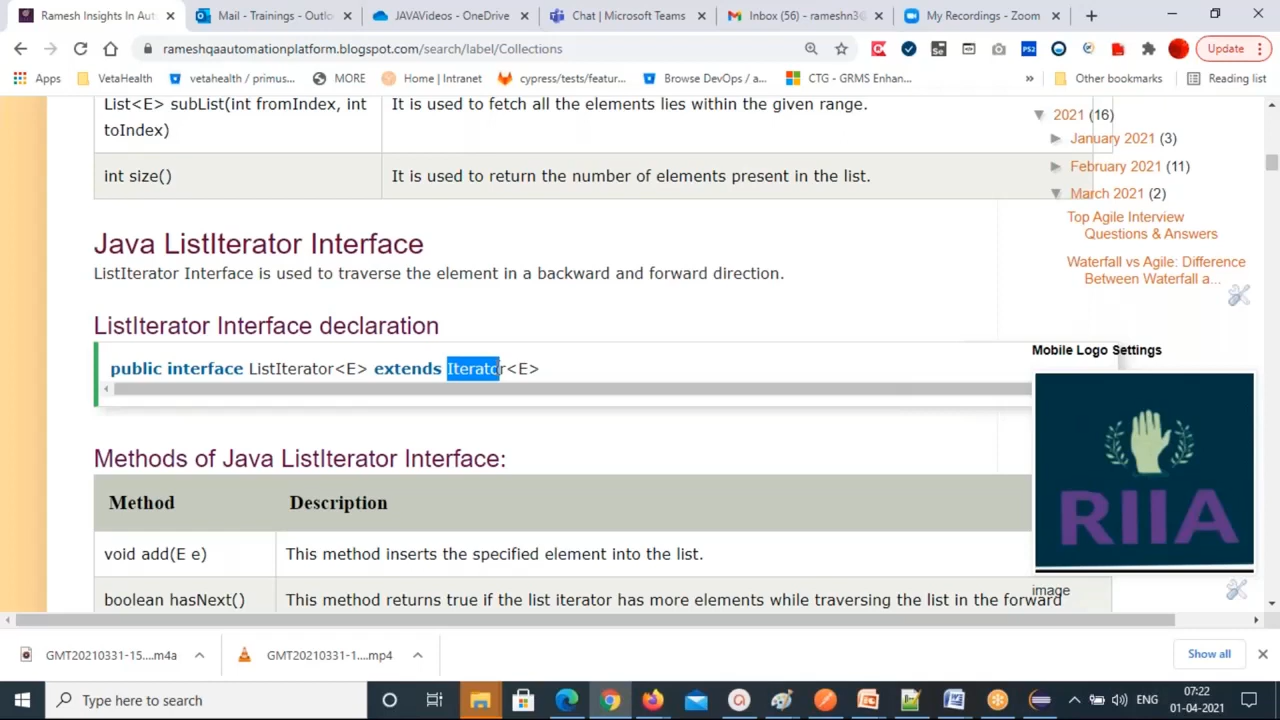 Ramesh Insights In Aut
Mail - Trainings - Outlo
JAVAVideos - OneDrive
Chat | Microsoft Teams
Inbox (56) - rameshn3@
My Recordings - Zoom
rameshqaautomationplatform.blogspot.com/search/label/Collections
Update
Apps
VetaHealth
vetahealth / primus...
MORE
Home | Intranet
cypress/tests/featur...
Browse DevOps / a...
CTG - GRMS Enhan...
»
Other bookmarks
Reading list
List<E> subList(int fromIndex, int
toIndex)
It is used to fetch all the elements lies within the given range.
int size()
It is used to return the number of elements present in the list.
Java ListIterator Interface
ListIterator Interface is used to traverse the element in a backward and forward direction.
ListIterator Interface declaration
public interface ListIterator<E> extends Iterator<E>
Methods of Java ListIterator Interface:
Method Description
void add(E e) This method inserts the specified element into the list.
boolean hasNext() This method returns true if the list iterator has more elements while traversing the list in the forward
2021 (16)
January 2021 (3)
February 2021 (11)
March 2021 (2)
Top Agile Interview
Questions & Answers
Waterfall vs Agile: Difference
Between Waterfall a...
Mobile Logo Settings
RIIA
image
GMT20210331-15....m4a
GMT20210331-1....mp4
Show all
Type here to search
ENG
07:22
01-04-2021